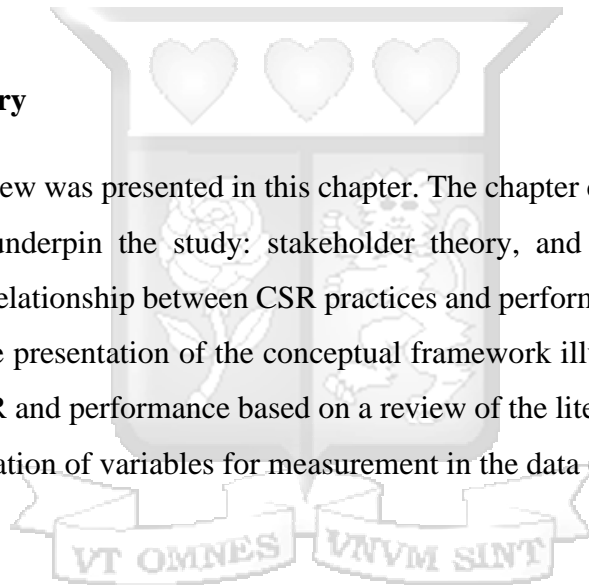 ry
ew was presented in this chapter. The chapter
underpin the study: stakeholder theory, and
elationship between CSR practices and perform
e presentation of the conceptual framework ill
R and performance based on a review of the lite
ation of variables for measurement in the data
VT OMNES VNVM SINT